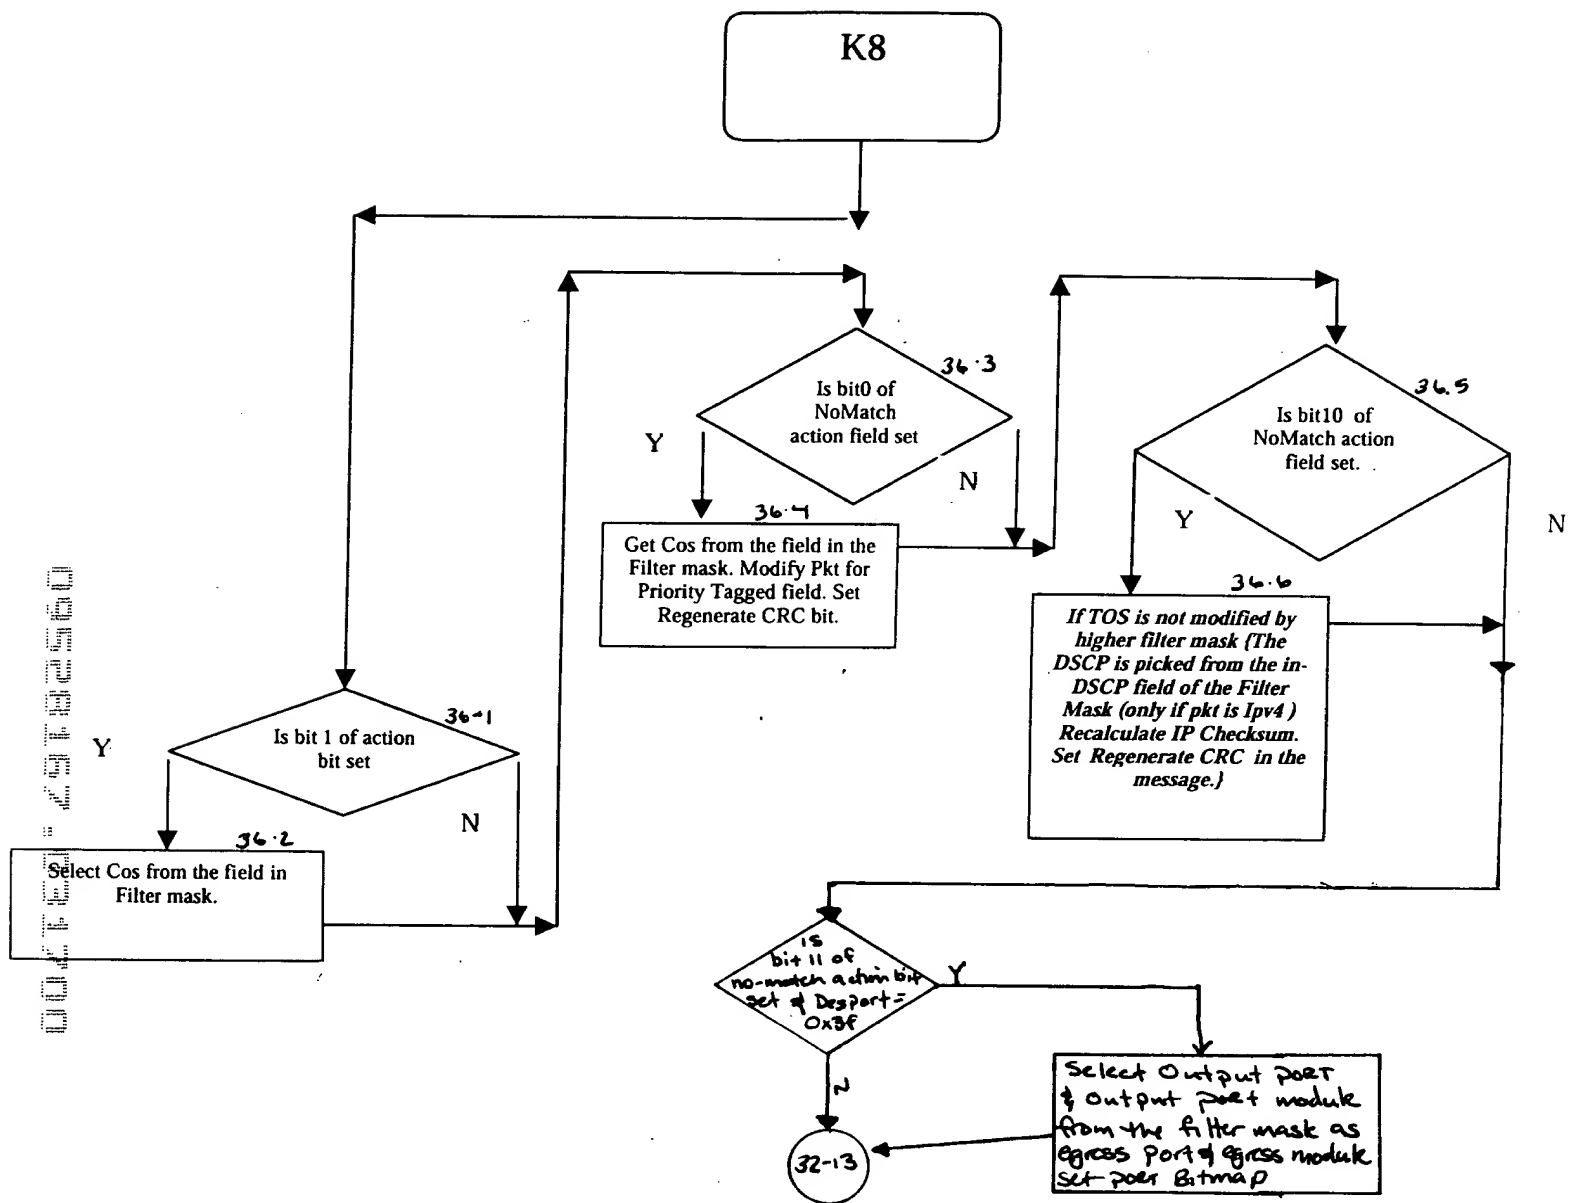 K8
36.3
Is bit0 of
NoMatch
action field set
Y
N
36.4
Get Cos from the field in the
Filter mask. Modify Pkt for
Priority Tagged field. Set
Regenerate CRC bit.
36.5
Is bit10 of
NoMatch action
field set.
Y
N
36.6
If TOS is not modified by
higher filter mask {The
DSCP is picked from the in-
DSCP field of the Filter
Mask (only if pkt is Ipv4 )
Recalculate IP Checksum.
Set Regenerate CRC in the
message.}
36-1
Is bit 1 of action
bit set
Y
N
36.2
Select Cos from the field in
Filter mask.
is
bit 11 of
no-match action bit
set & Desport =
0x3f
Y
N
Select Output PORT
& Output port module
from the filter mask as
egress port & egress module
set port Bitmap
32-13
09528167 . 031700